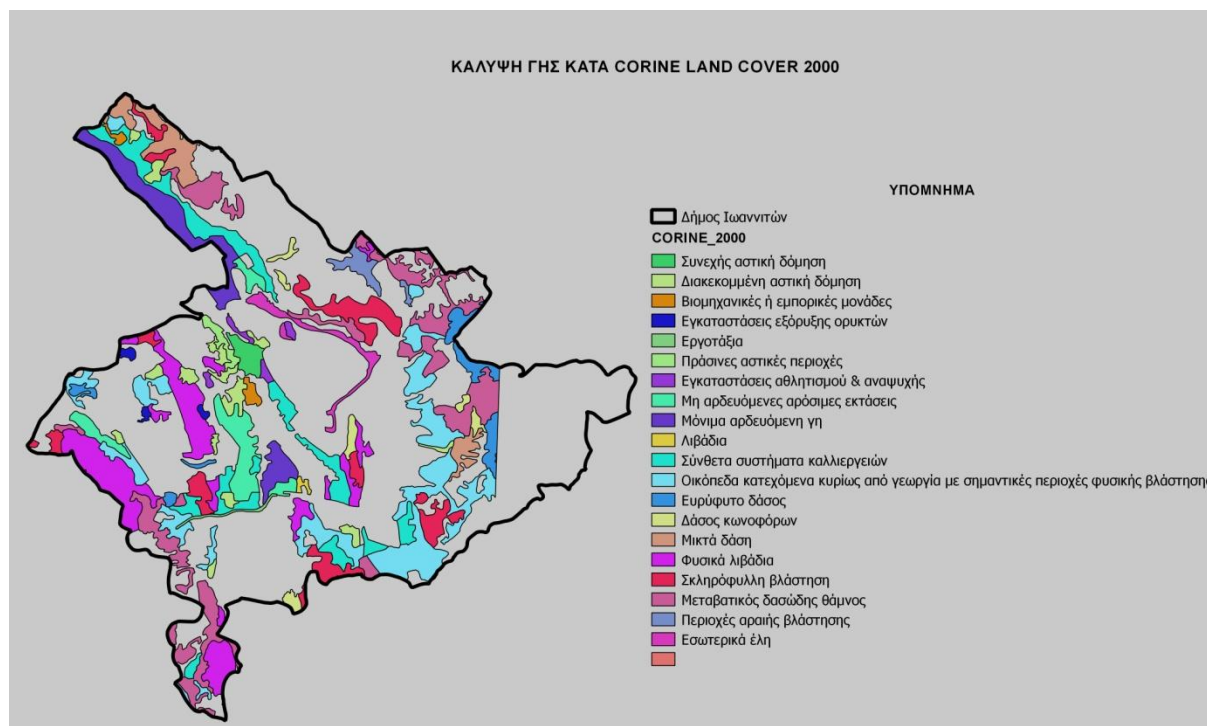 ΚΑΛΥΨΗ ΓΗΣ ΚΑΤΑ CORINE LAND COVER 2000
ΥΠΟΜΝΗΜΑ
Δήμος Ιωαννιτών
CORINE_2000
Συνεχής αστική δόμηση
Διακεκομμένη αστική δόμηση
Βιομηχανικές ή εμπορικές μονάδες
Εγκαταστάσεις εξόρυξης ορυκτών
Εργοτάξια
Πράσινες αστικές περιοχές
Εγκαταστάσεις αθλητισμού & αναψυχής
Μη αρδευόμενες αρόσιμες εκτάσεις
Μόνιμα αρδευόμενη γη
Λιβάδια
Σύνθετα συστήματα καλλιεργειών
Οικόπεδα κατεχόμενα κυρίως από γεωργία με σημαντικές περιοχές φυσικής βλάστησης
Ευρύφυτο δάσος
Δάσος κωνοφόρων
Μικτά δάση
Φυσικά λιβάδια
Σκληρόφυλλη βλάστηση
Μεταβατικός δασώδης θάμνος
Περιοχές αραιής βλάστησης
Εσωτερικά έλη